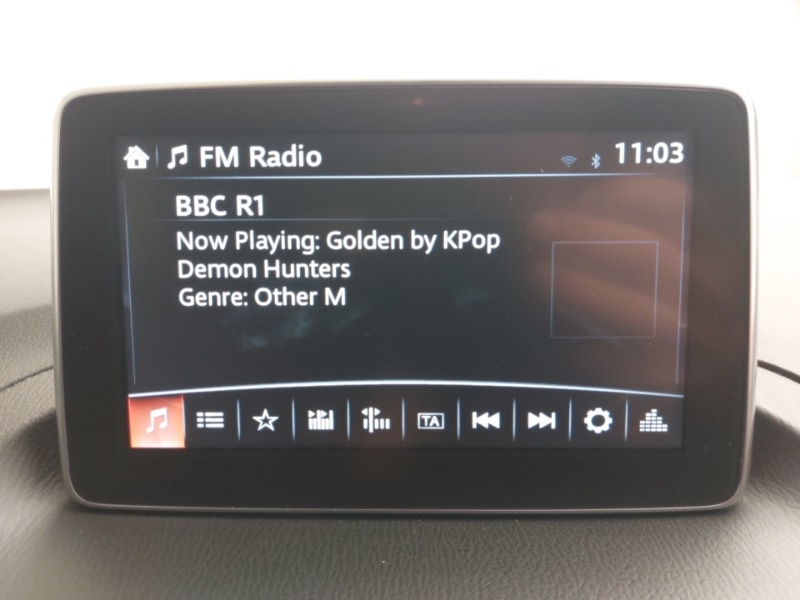 FM Radio
11:03
BBC R1
Now Playing: Golden by KPop
Demon Hunters
Genre: Other M
TA